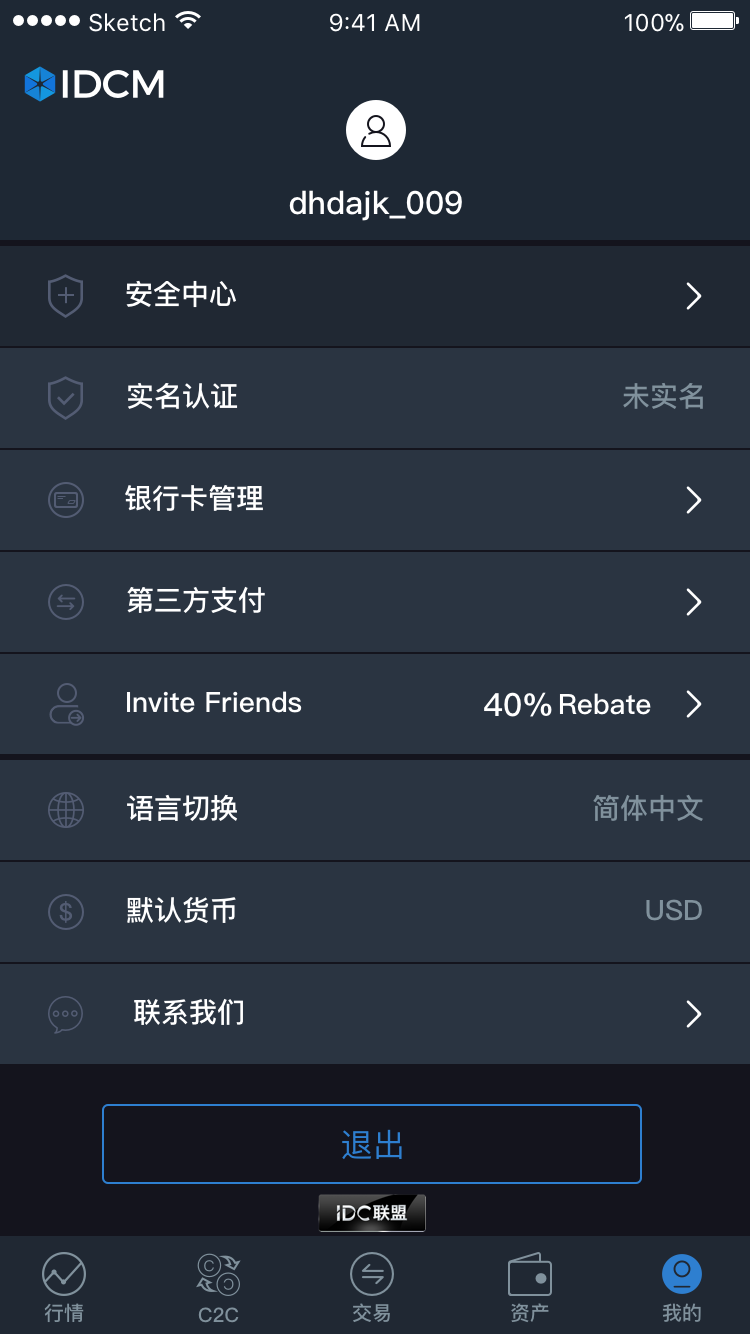 Sketch 9:41 AM 100%
IDCM
dhdajk_009
安全中心
实名认证 未实名
银行卡管理
第三方支付
Invite Friends 40% Rebate
语言切换 简体中文
默认货币 USD
联系我们
退出
IDC联盟
行情 C2C 交易 资产 我的